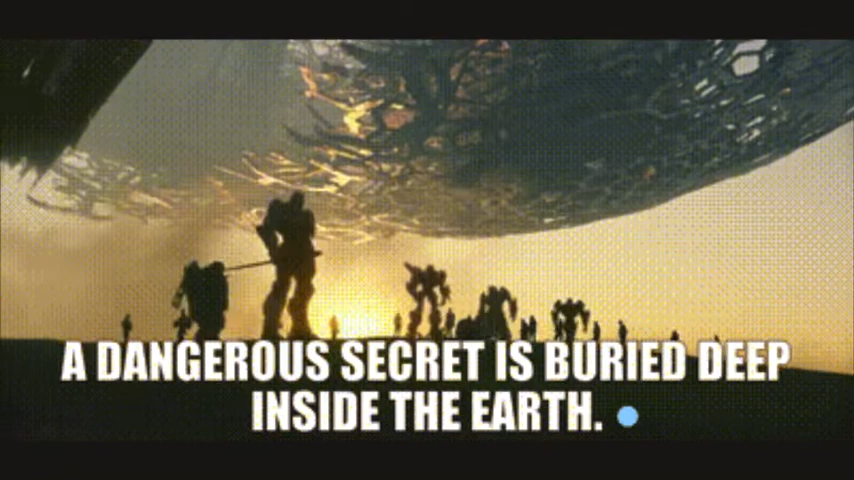 A DANGEROUS SECRET IS BURIED DEEP
INSIDE THE EARTH.